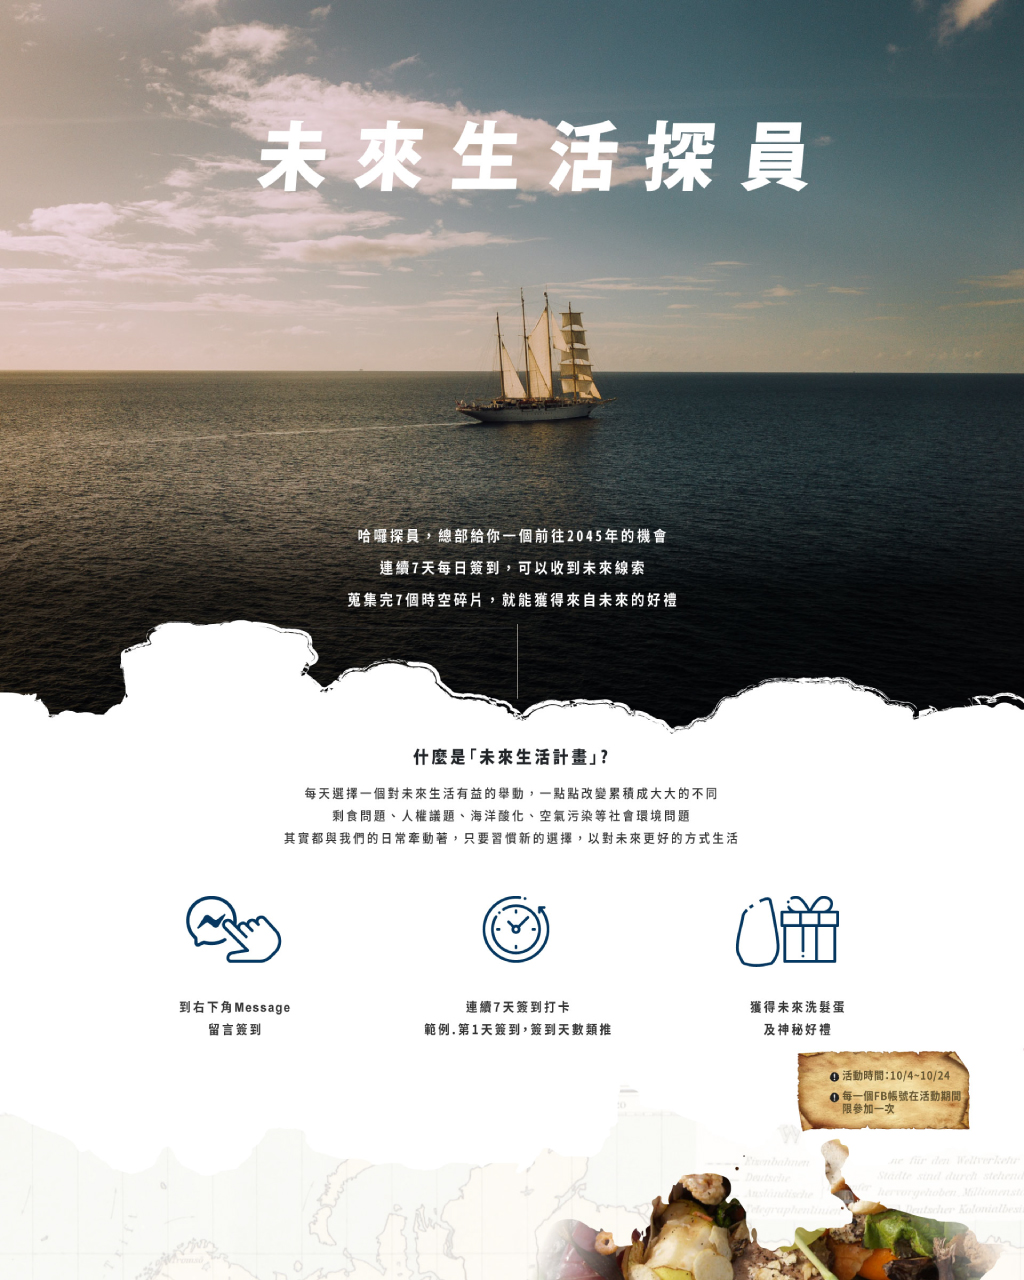 未來生活探員
哈囉探員，總部給你一個前往2045年的機會
連續7天每日簽到，可以收到未來線索
蒐集完7個時空碎片，就能獲得來自未來的好禮
什麼是「未來生活計畫」?
每天選擇一個對未來生活有益的舉動，一點點改變累積成大大的不同
剩食問題、人權議題、海洋酸化、空氣污染等社會環境問題
其實都與我們的日常牽動著，只要習慣新的選擇，以對未來更好的方式生活
到右下角Message
留言簽到
連續7天簽到打卡
範例.第1天簽到，簽到天數類推
獲得未來洗髮蛋
及神秘好禮
活動時間：10/4~10/24
每一個FB帳號在活動期間
限參加一次
Eisenbahnen
Deutsche
Ausländische
für den Weltverkehr
Städte sind durch
hervorgehoben.
Deutscher